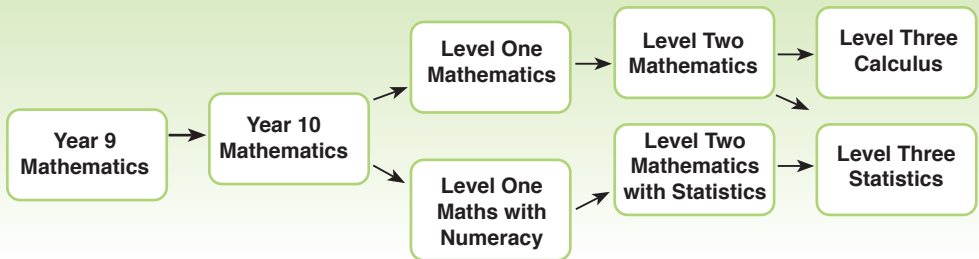 Year 9
Mathematics
Year 10
Mathematics
Level One
Mathematics
Level One
Maths with
Numeracy
Level Two
Mathematics
Level Two
Mathematics
with Statistics
Level Three
Calculus
Level Three
Statistics